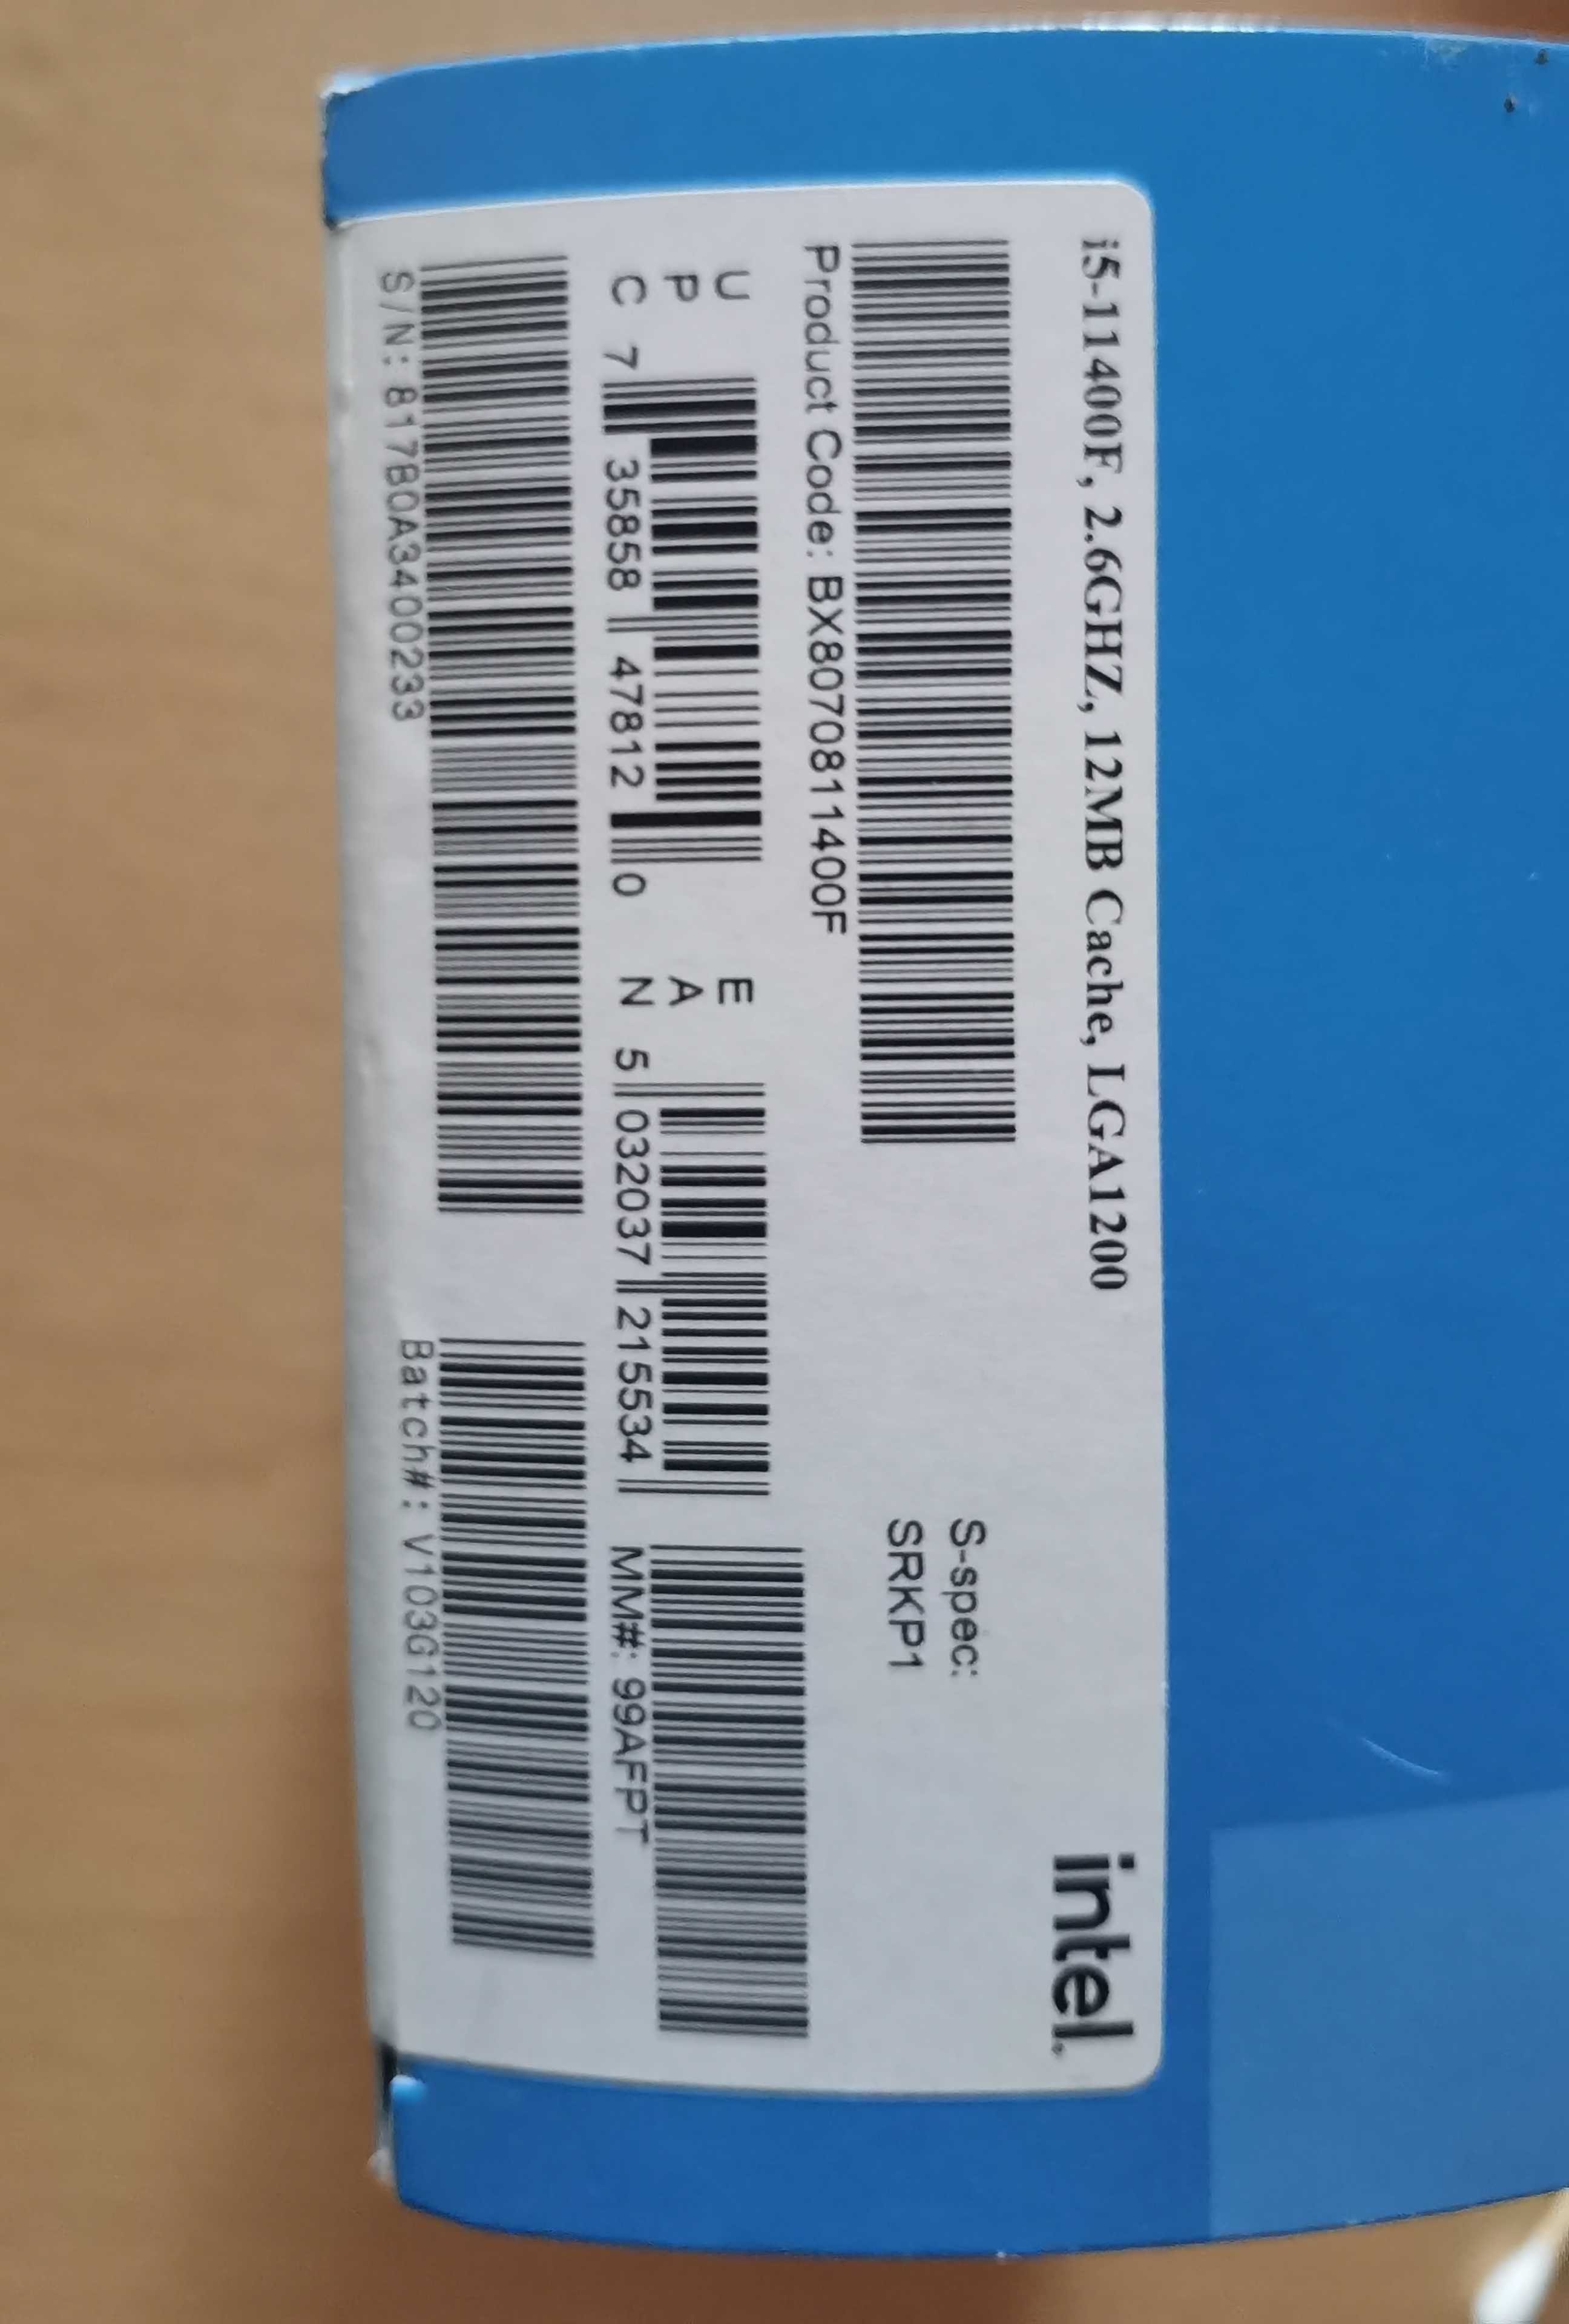 i5-11400F, 2.6GHZ, 12MB Cache, LGA1200
intel.
Product Code: BX8070811400F
S-spec:
SRKP1
UPC 7 35858 47812 0
EAN 5 032037 215534
MM#: 99AFPT
S/N: 817B0A3400233
Batch#: V103G120